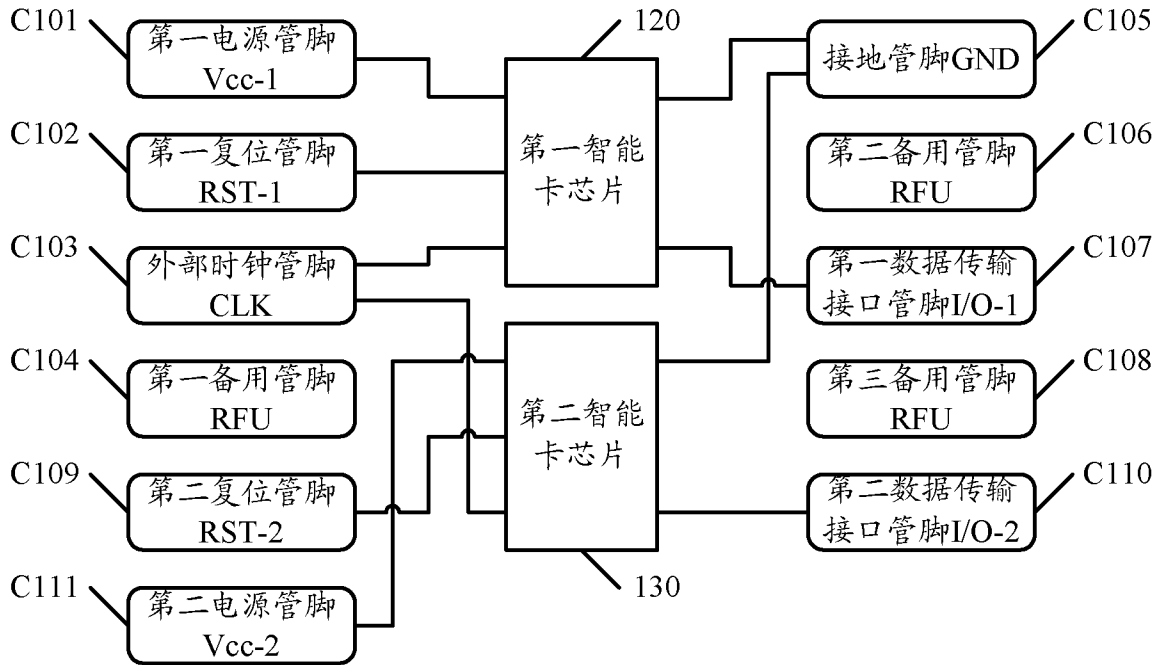 C101
第一电源管脚
Vcc-1
120
接地管脚GND
C105
C102
第一复位管脚
RST-1
第一智能
卡芯片
第二备用管脚
RFU
C106
C103
外部时钟管脚
CLK
第一数据传输
接口管脚I/O-1
C107
C104
第一备用管脚
RFU
第二智能
卡芯片
第三备用管脚
RFU
C108
C109
第二复位管脚
RST-2
第二数据传输
接口管脚I/O-2
C110
C111
第二电源管脚
Vcc-2
130